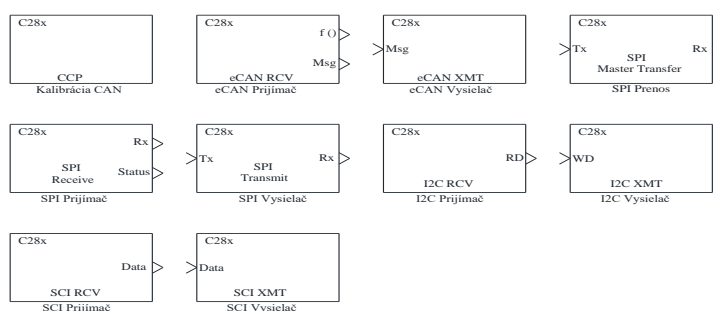 C28x
CCP
Kalibrácia CAN
C28x
f ()
Msg
eCAN RCV
eCAN Prijímač
C28x
Msg
eCAN XMT
eCAN Vysielač
C28x
Tx
SPI
Master Transfer
Rx
SPI Prenos
C28x
Rx
SPI
Receive
Status
SPI Prijímač
C28x
Tx
SPI
Transmit
Rx
SPI Vysielač
C28x
RD
I2C RCV
I2C Prijímač
C28x
WD
I2C XMT
I2C Vysielač
C28x
Data
SCI RCV
SCI Prijímač
C28x
Data
SCI XMT
SCI Vysielač